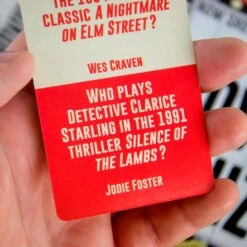 CLASSIC A NIGHTMARE
ON ELM STREET?
WES CRAVEN
WHO PLAYS
DETECTIVE CLARICE
STARLING IN THE 1991
THRILLER SILENCE OF
THE LAMBS?
JODIE FOSTER